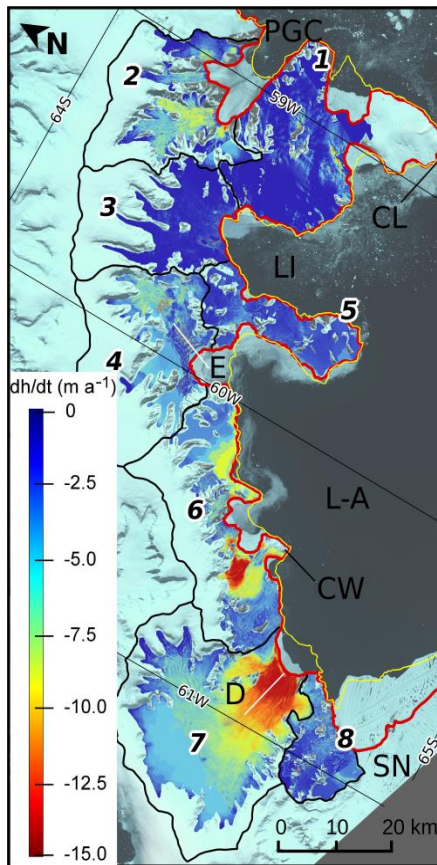 N
PGC
1
2
59W
64S
3
CL
LI
5
4
E
60W
dh/dt (m a⁻¹)
0
-2.5
-5.0
-7.5
-10.0
-12.5
-15.0
L-A
6
CW
61W
D
7
8
SN
65S
0 10 20 km